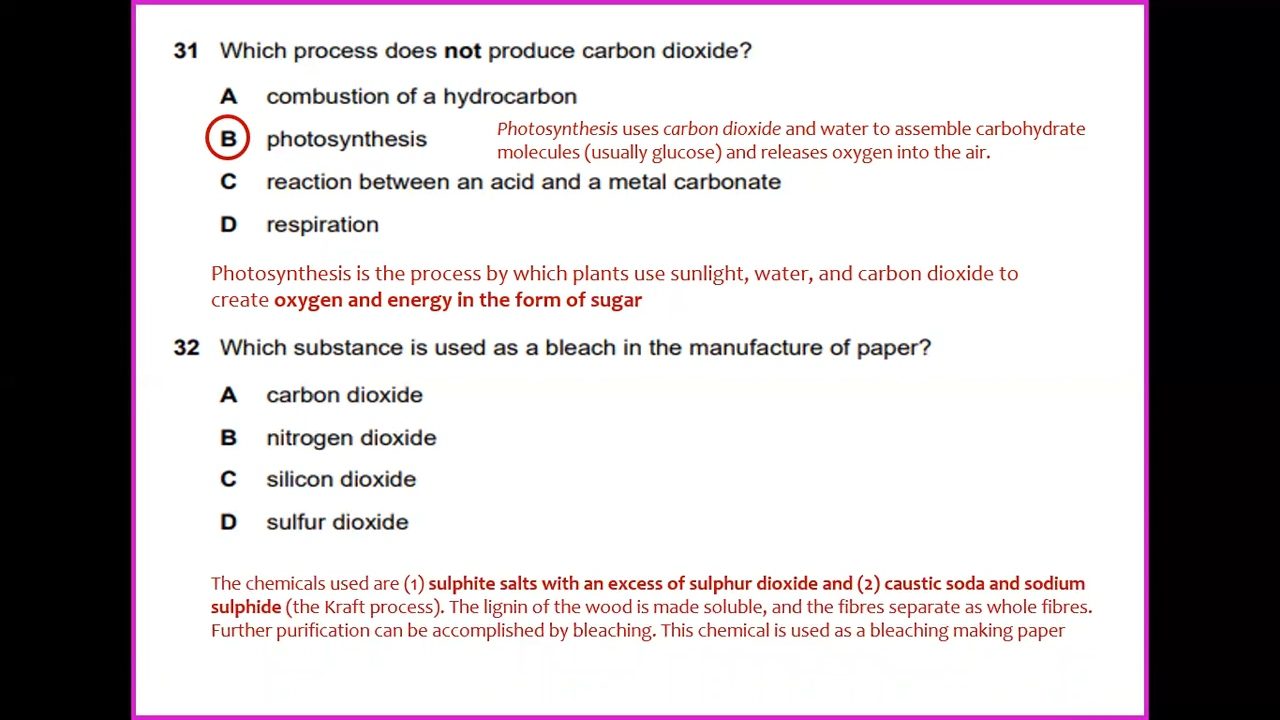 31 Which process does not produce carbon dioxide?
A combustion of a hydrocarbon
B photosynthesis
Photosynthesis uses carbon dioxide and water to assemble carbohydrate
molecules (usually glucose) and releases oxygen into the air.
C reaction between an acid and a metal carbonate
D respiration
Photosynthesis is the process by which plants use sunlight, water, and carbon dioxide to
create oxygen and energy in the form of sugar
32 Which substance is used as a bleach in the manufacture of paper?
A carbon dioxide
B nitrogen dioxide
C silicon dioxide
D sulfur dioxide
The chemicals used are (1) sulphite salts with an excess of sulphur dioxide and (2) caustic soda and sodium
sulphide (the Kraft process). The lignin of the wood is made soluble, and the fibres separate as whole fibres.
Further purification can be accomplished by bleaching. This chemical is used as a bleaching making paper